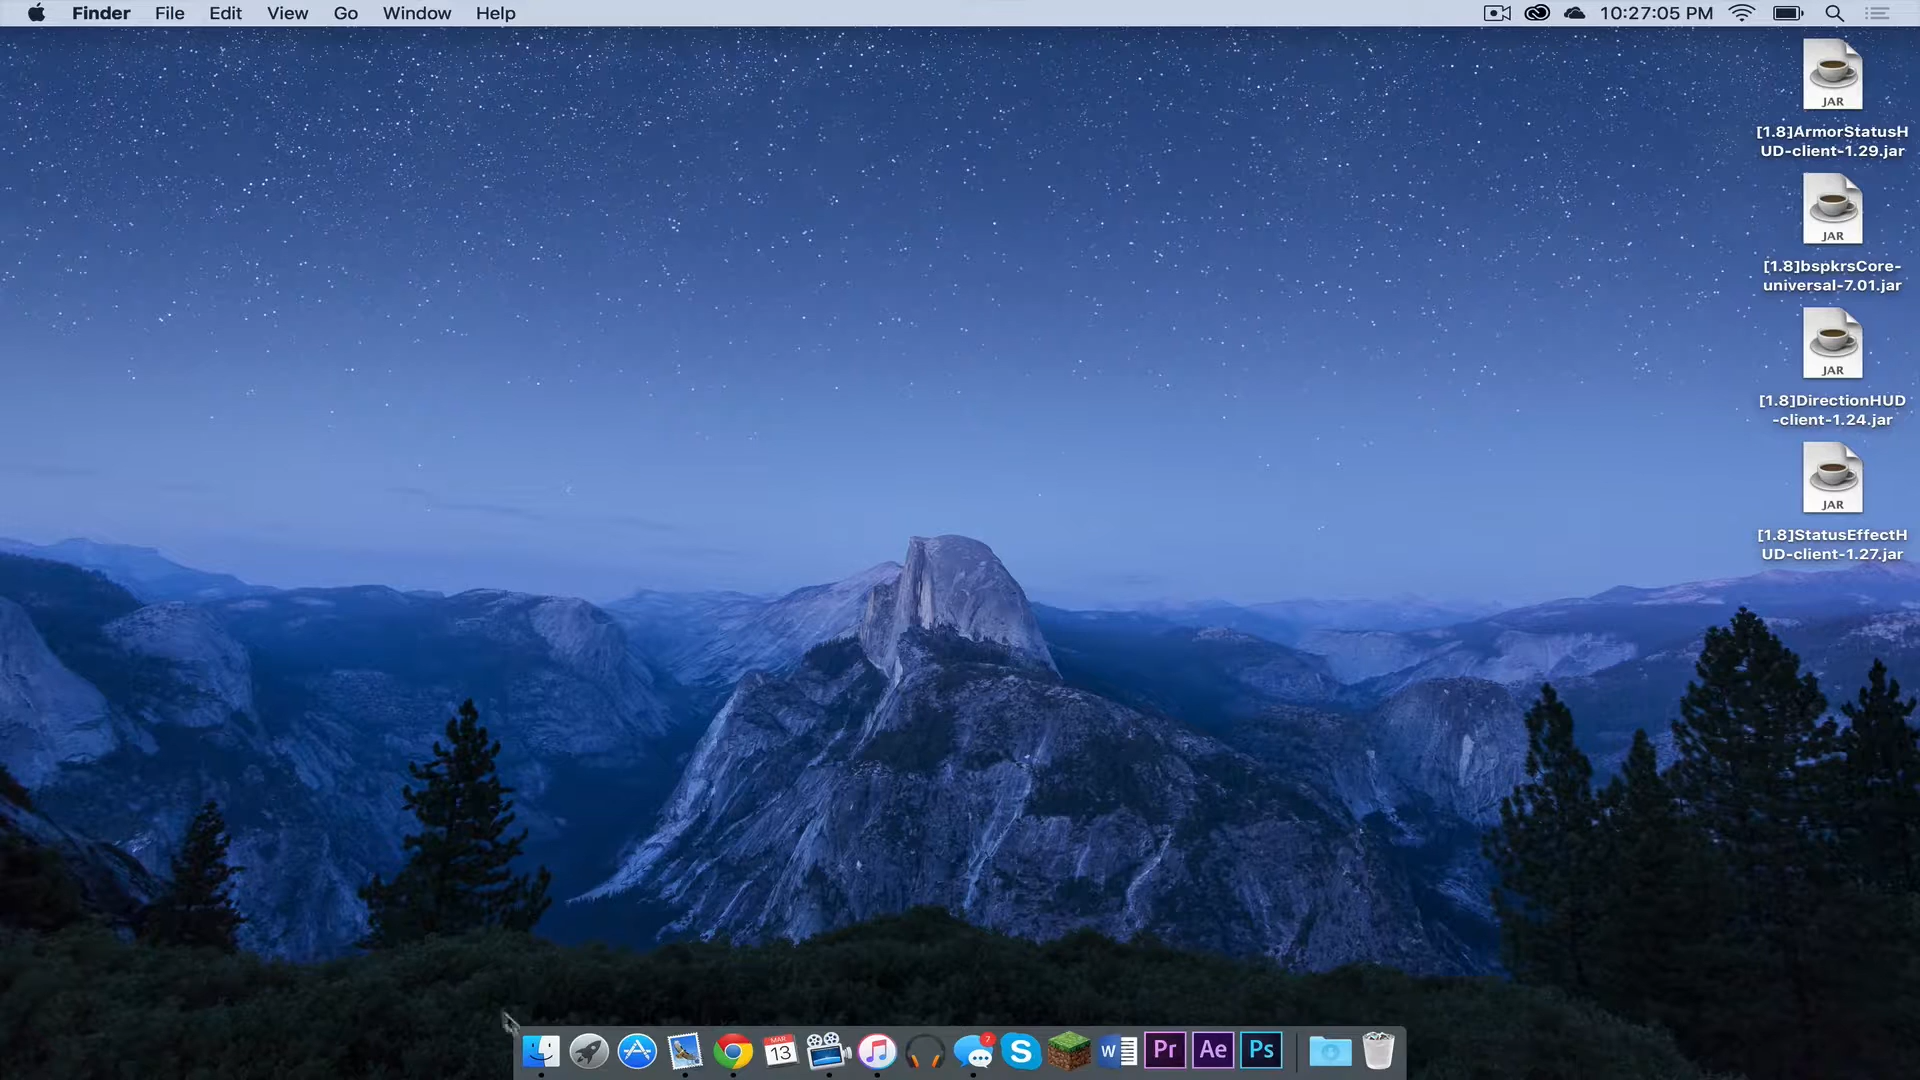 Finder File Edit View Go Window Help 10:27:05 PM
JAR
[1.8]ArmorStatusH
UD-client-1.29.jar
JAR
[1.8]bspkrsCore-
universal-7.01.jar
JAR
[1.8]DirectionHUD
-client-1.24.jar
JAR
[1.8]StatusEffectH
UD-client-1.27.jar
MAR
13
7
S
W
Pr
Ae
Ps